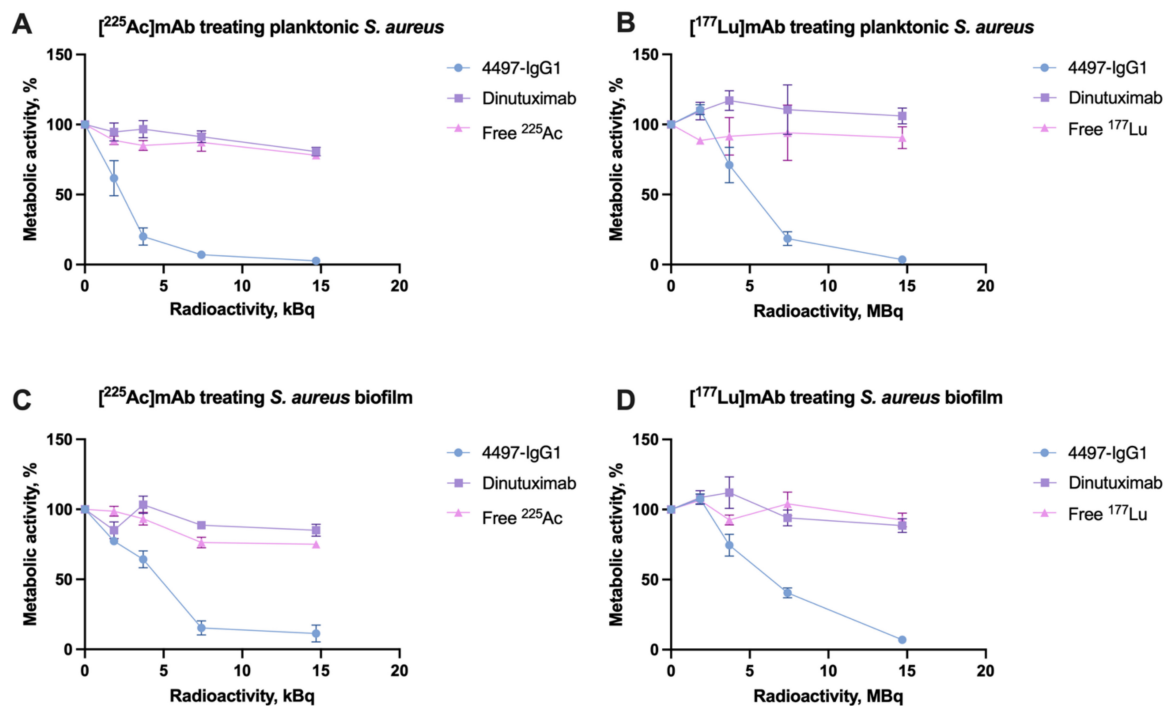 A
[²²⁵Ac]mAb treating planktonic S. aureus
150
100
50
0
Metabolic activity, %
0 5 10 15 20
Radioactivity, kBq
4497-IgG1
Dinutuximab
Free ²²⁵Ac
B
[¹⁷⁷Lu]mAb treating planktonic S. aureus
150
100
50
0
Metabolic activity, %
0 5 10 15 20
Radioactivity, MBq
4497-IgG1
Dinutuximab
Free ¹⁷⁷Lu
C
[²²⁵Ac]mAb treating S. aureus biofilm
150
100
50
0
Metabolic activity, %
0 5 10 15 20
Radioactivity, kBq
4497-IgG1
Dinutuximab
Free ²²⁵Ac
D
[¹⁷⁷Lu]mAb treating S. aureus biofilm
150
100
50
0
Metabolic activity, %
0 5 10 15 20
Radioactivity, MBq
4497-IgG1
Dinutuximab
Free ¹⁷⁷Lu